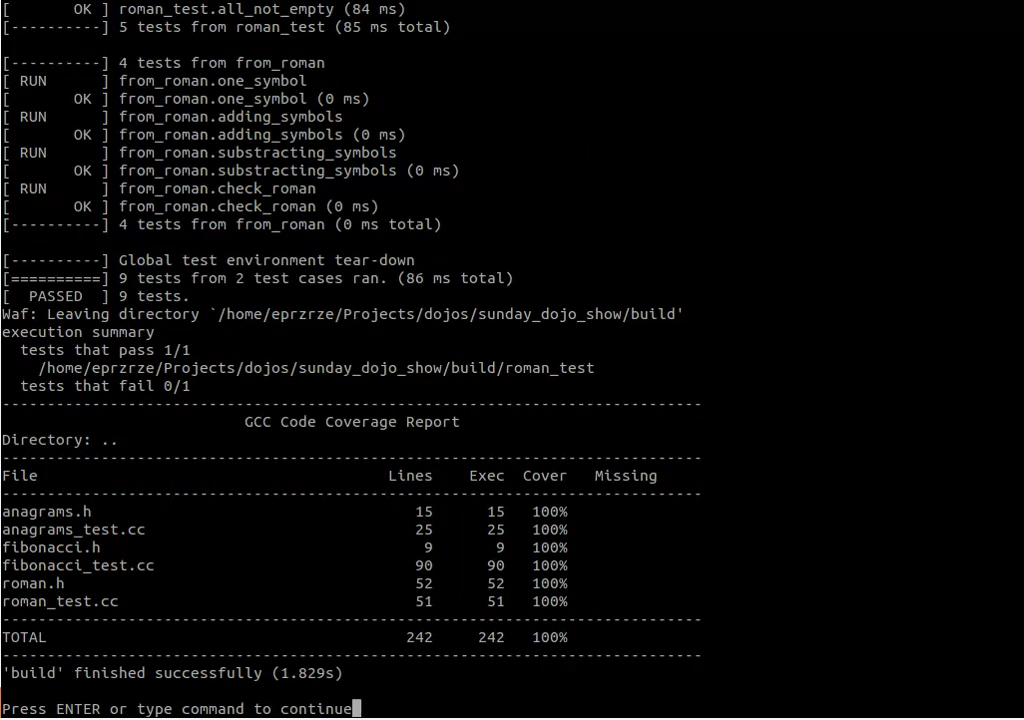 [       OK ] roman_test.all_not_empty (84 ms)
[----------] 5 tests from roman_test (85 ms total)
[----------] 4 tests from from_roman
[ RUN      ] from_roman.one_symbol
[       OK ] from_roman.one_symbol (0 ms)
[ RUN      ] from_roman.adding_symbols
[       OK ] from_roman.adding_symbols (0 ms)
[ RUN      ] from_roman.substracting_symbols
[       OK ] from_roman.substracting_symbols (0 ms)
[ RUN      ] from_roman.check_roman
[       OK ] from_roman.check_roman (0 ms)
[----------] 4 tests from from_roman (0 ms total)
[----------] Global test environment tear-down
[==========] 9 tests from 2 test cases ran. (86 ms total)
[  PASSED  ] 9 tests.
Waf: Leaving directory `/home/eprzrze/Projects/dojos/sunday_dojo_show/build'
execution summary
  tests that pass 1/1
    /home/eprzrze/Projects/dojos/sunday_dojo_show/build/roman_test
  tests that fail 0/1
------------------------------------------------------------------------------
                           GCC Code Coverage Report
Directory: ..
------------------------------------------------------------------------------
File                                       Lines    Exec  Cover   Missing
------------------------------------------------------------------------------
anagrams.h                                    15      15   100%
anagrams_test.cc                              25      25   100%
fibonacci.h                                    9       9   100%
fibonacci_test.cc                             90      90   100%
roman.h                                       52      52   100%
roman_test.cc                                 51      51   100%
------------------------------------------------------------------------------
TOTAL                                        242     242   100%
------------------------------------------------------------------------------
'build' finished successfully (1.829s)
Press ENTER or type command to continue